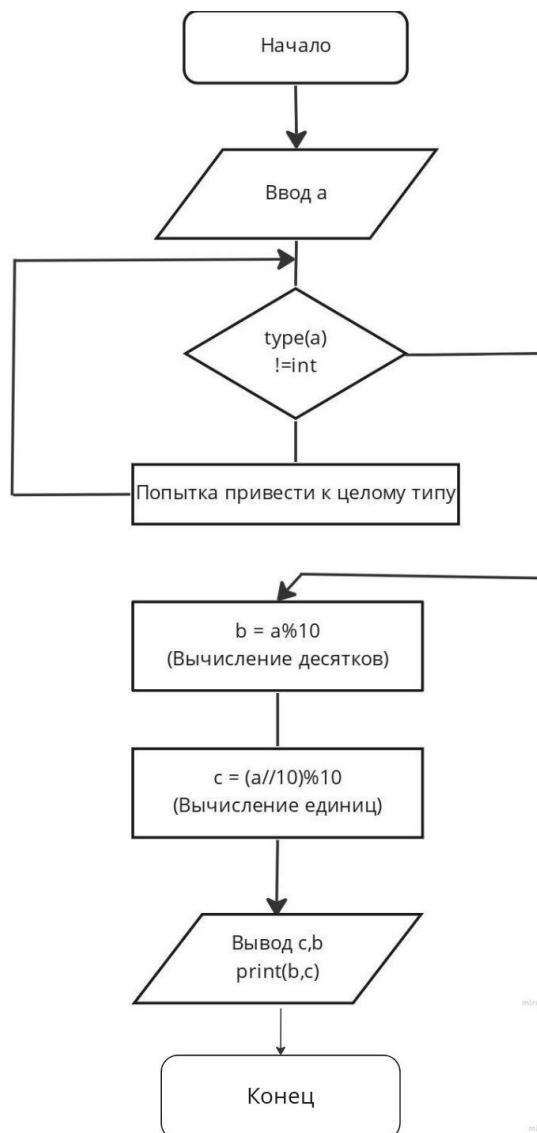 Начало
Ввод a
type(a)
!=int
Попытка привести к целому типу
b = a%10
(Вычисление десятков)
c = (a//10)%10
(Вычисление единиц)
Вывод c,b
print(b,c)
Конец